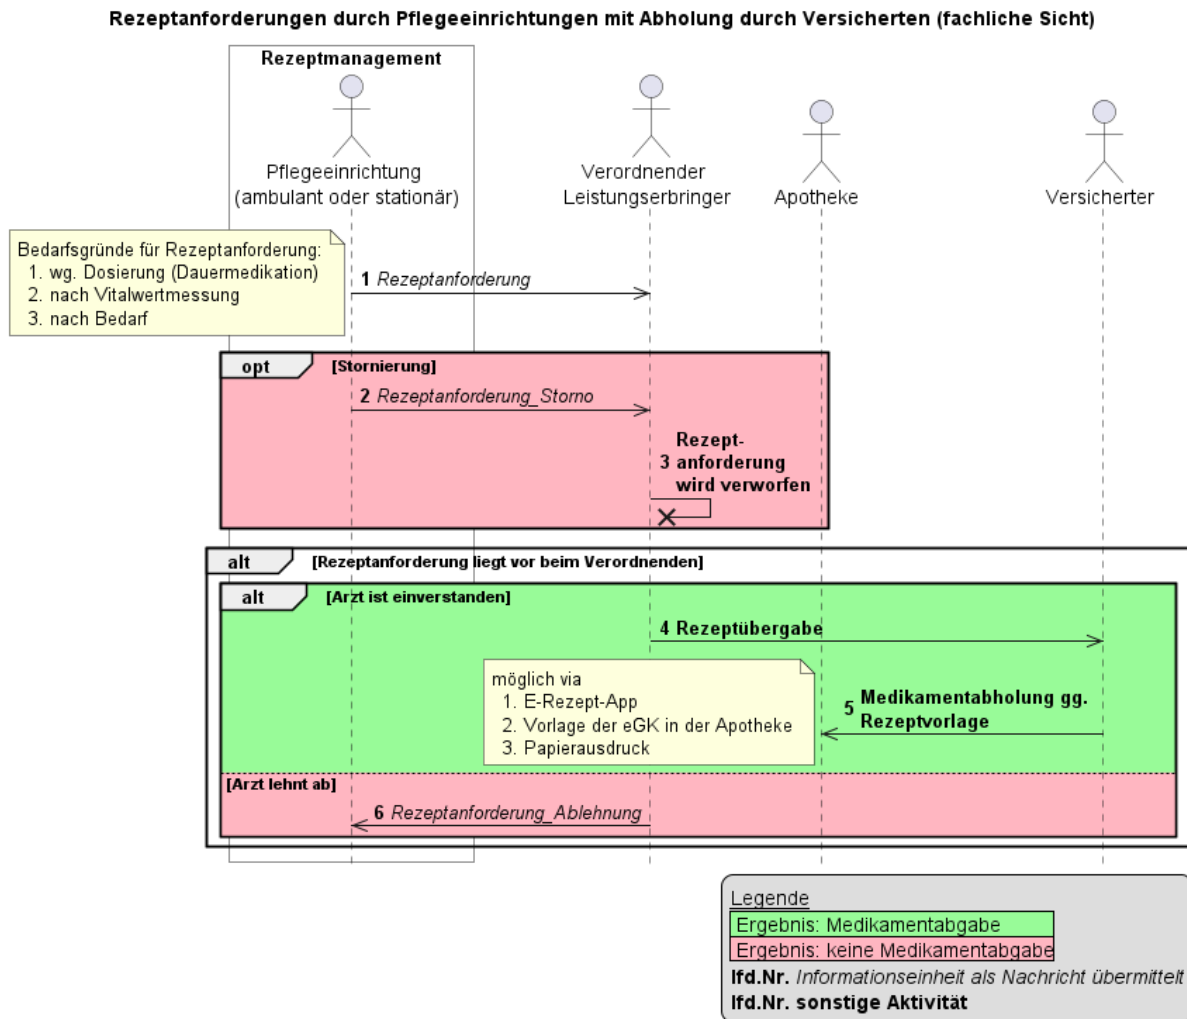 Rezeptanforderungen durch Pflegeeinrichtungen mit Abholung durch Versicherten (fachliche Sicht)
Rezeptmanagement
Pflegeeinrichtung
(ambulant oder stationär)
Verordnender
Leistungserbringer
Apotheke
Versicherter
Bedarfsgründe für Rezeptanforderung:
1. wg. Dosierung (Dauermedikation)
2. nach Vitalwertmessung
3. nach Bedarf
1 Rezeptanforderung
opt [Stornierung]
2 Rezeptanforderung_Storno
Rezept-
3 anforderung
wird verworfen
alt [Rezeptanforderung liegt vor beim Verordnenden]
alt [Arzt ist einverstanden]
4 Rezeptübergabe
möglich via
1. E-Rezept-App
2. Vorlage der eGK in der Apotheke
3. Papierausdruck
5 Medikamentabholung gg.
Rezeptvorlage
[Arzt lehnt ab]
6 Rezeptanforderung_Ablehnung
Legende
Ergebnis: Medikamentabgabe
Ergebnis: keine Medikamentabgabe
lfd.Nr. Informationseinheit als Nachricht übermittelt
lfd.Nr. sonstige Aktivität